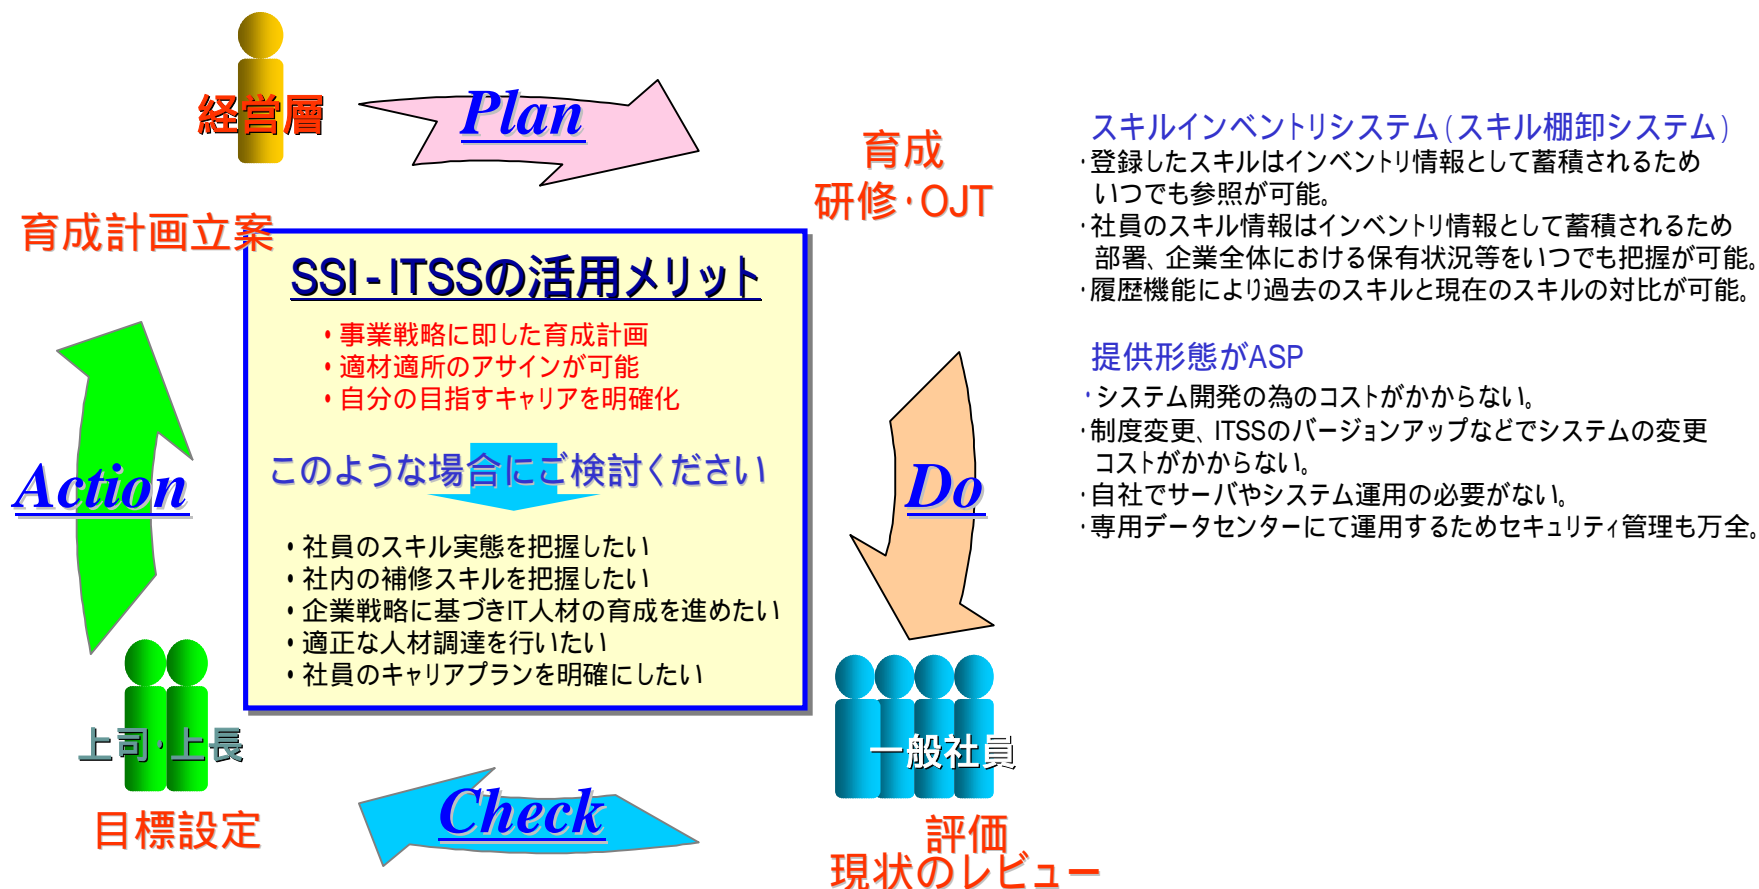 経営層
Plan
育成
研修・OJT
育成計画立案
SSI-ITSSの活用メリット
・事業戦略に即した育成計画
・適材適所のアサインが可能
・自分の目指すキャリアを明確化
このような場合にご検討ください
・社員のスキル実態を把握したい
・社内の補修スキルを把握したい
・企業戦略に基づきIT人材の育成を進めたい
・適正な人材調達を行いたい
・社員のキャリアプランを明確にしたい
Action
Do
上司・上長
目標設定
Check
一般社員
評価
現状のレビュー
スキルインベントリシステム(スキル棚卸システム)
・登録したスキルはインベントリ情報として蓄積されるため
いつでも参照が可能。
・社員のスキル情報はインベントリ情報として蓄積されるため
部署、企業全体における保有状況等をいつでも把握が可能。
・履歴機能により過去のスキルと現在のスキルの対比が可能。
提供形態がASP
・システム開発の為のコストがかからない。
・制度変更、ITSSのバージョンアップなどでシステムの変更
コストがかからない。
・自社でサーバやシステム運用の必要がない。
・専用データセンターにて運用するためセキュリティ管理も万全。